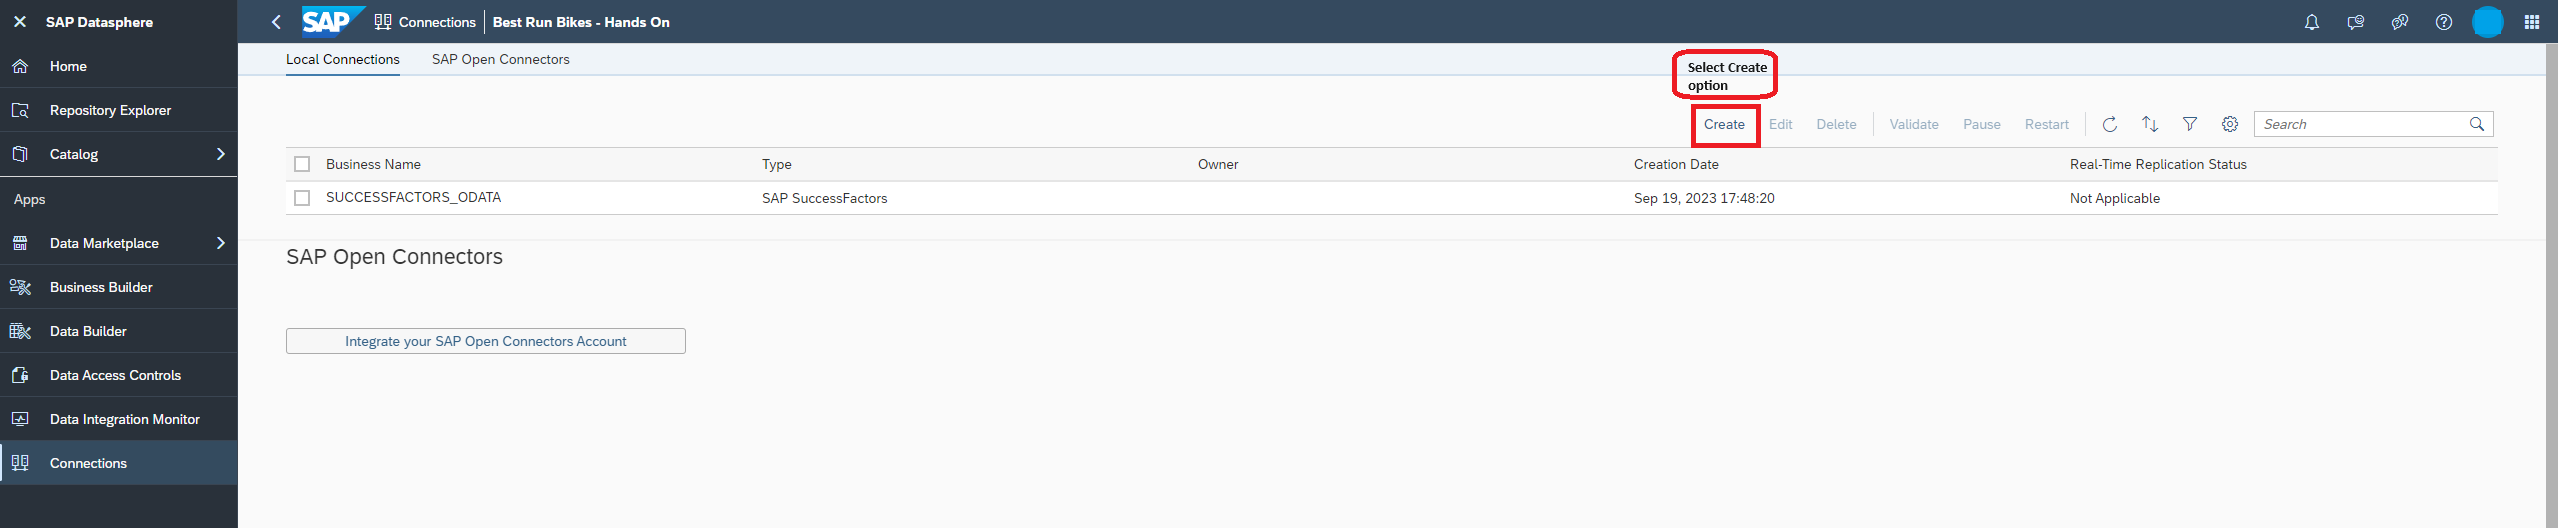 SAP Datasphere
SAP Connections Best Run Bikes - Hands On
Home
Repository Explorer
Catalog
Apps
Data Marketplace
Business Builder
Data Builder
Data Access Controls
Data Integration Monitor
Connections
Local Connections SAP Open Connectors
Select Create
option
Create Edit Delete Validate Pause Restart Search
Business Name Type Owner Creation Date Real-Time Replication Status
SUCCESSFACTORS_ODATA SAP SuccessFactors Sep 19, 2023 17:48:20 Not Applicable
SAP Open Connectors
Integrate your SAP Open Connectors Account